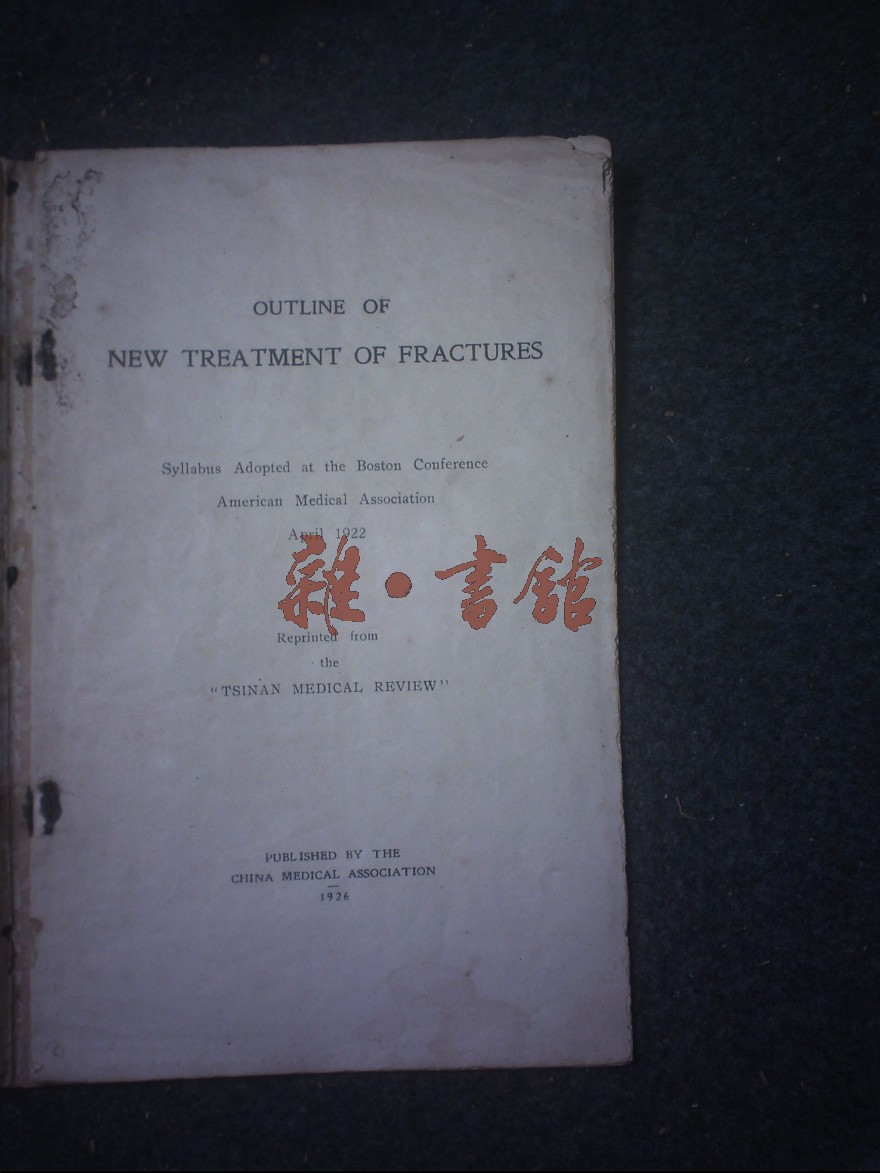 OUTLINE OF
NEW TREATMENT OF FRACTURES
Syllabus Adopted at the Boston Conference
American Medical Association
April 1922
雜·書館
Reprinted from
the
"TSINAN MEDICAL REVIEW"
PUBLISHED BY THE
CHINA MEDICAL ASSOCIATION
1926